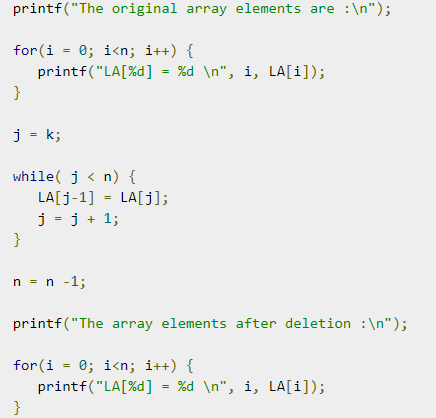 printf("The original array elements are :\n");
for(i = 0; i<n; i++) {
   printf("LA[%d] = %d \n", i, LA[i]);
}
j = k;
while( j < n) {
   LA[j-1] = LA[j];
   j = j + 1;
}
n = n -1;
printf("The array elements after deletion :\n");
for(i = 0; i<n; i++) {
   printf("LA[%d] = %d \n", i, LA[i]);
}